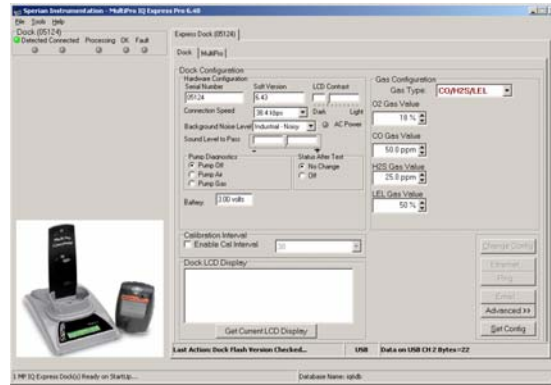 Sperian Instrumentation - MultiPro IQ Express Pro 6.40
File Tools Help
Dock (05124)
Detected Connected Processing OK Fault
Express Dock (05124)
Dock MultiPro
Dock Configuration
Hardware Configuration
Serial Number Soft Version LCD Contrast
05124 6.43
Connection Speed 38.4 kbps Dark Light
Background Noise Level Industrial - Noisy AC Power
Sound Level to Pass
Pump Diagnostics Status After Test
Pump Off No Change
Pump Air Off
Pump Gas
Battery 3.00 volts
Gas Configuration
Gas Type: CO/H2S/LEL
O2 Gas Value
18 %
CO Gas Value
50.0 ppm
H2S Gas Value
25.0 ppm
LEL Gas Value
50 %
Calibration Interval
Enable Cal Interval 30
Dock LCD Display
Get Current LCD Display
Change Config
Ethernet
Ping
Email
Advanced >>
Set Config
Last Action: Dock Flash Version Checked... USB Data on USB CH 2 Bytes=22
1 MP IQ Express Dock(s) Ready on StartUp... Database Name: iqdb